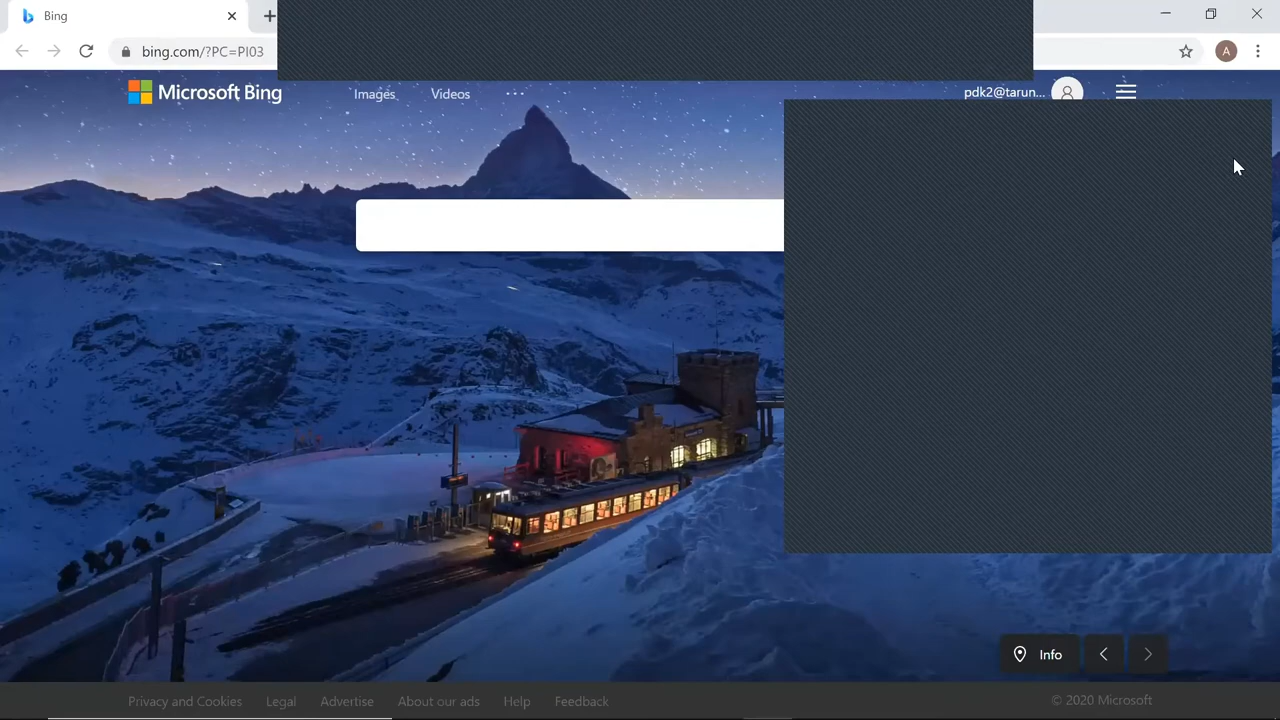 Bing
bing.com/?PC=PI03
A
Microsoft Bing
Images
Videos
pdk2@tarun...
Info
Privacy and Cookies
Legal
Advertise
About our ads
Help
Feedback
© 2020 Microsoft